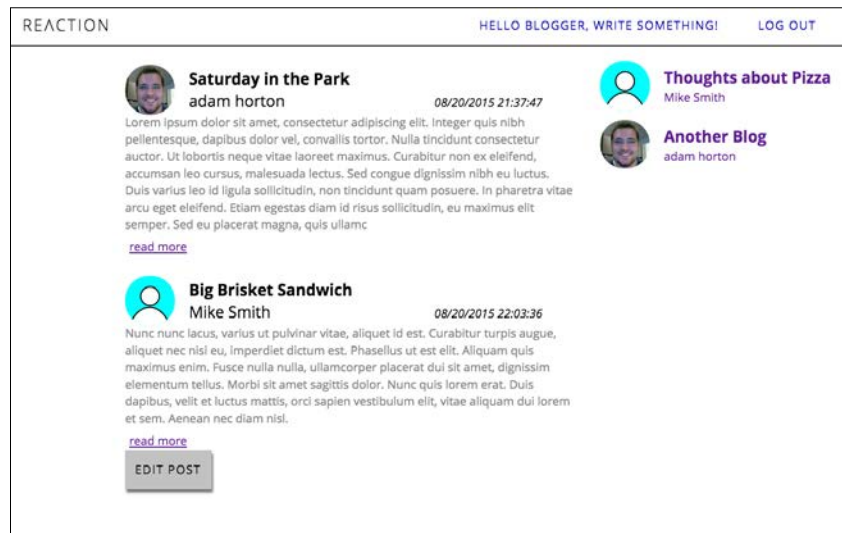 REACTION
HELLO BLOGGER, WRITE SOMETHING!
LOG OUT
Saturday in the Park
adam horton
08/20/2015 21:37:47
Lorem ipsum dolor sit amet, consectetur adipiscing elit. Integer quis nibh
pellentesque, dapibus dolor vel, convallis tortor. Nulla tincidunt consectetur
auctor. Ut lobortis neque vitae laoreet maximus. Curabitur non ex eleifend,
accumsan leo cursus, malesuada lectus. Sed congue dignissim nibh eu luctus.
Duis varius leo id ligula sollicitudin, non tincidunt quam posuere. In pharetra vitae
arcu eget eleifend. Etiam egestas diam id risus sollicitudin, eu maximus elit
semper. Sed eu placerat magna, quis ullamc
read more
Big Brisket Sandwich
Mike Smith
08/20/2015 22:03:36
Nunc nunc lacus, varius ut pulvinar vitae, aliquet id est. Curabitur turpis augue,
aliquet nec nisi eu, imperdiet dictum est. Phasellus ut est elit. Aliquam quis
maximus enim. Fusce nulla nulla, ullamcorper placerat dui sit amet, dignissim
elementum tellus. Morbi sit amet sagittis dolor. Nunc quis lorem erat. Duis
dapibus, velit et luctus mattis, orci sapien vestibulum elit, vitae aliquam dui lorem
et sem. Aenean nec diam nisl.
read more
EDIT POST
Thoughts about Pizza
Mike Smith
Another Blog
adam horton